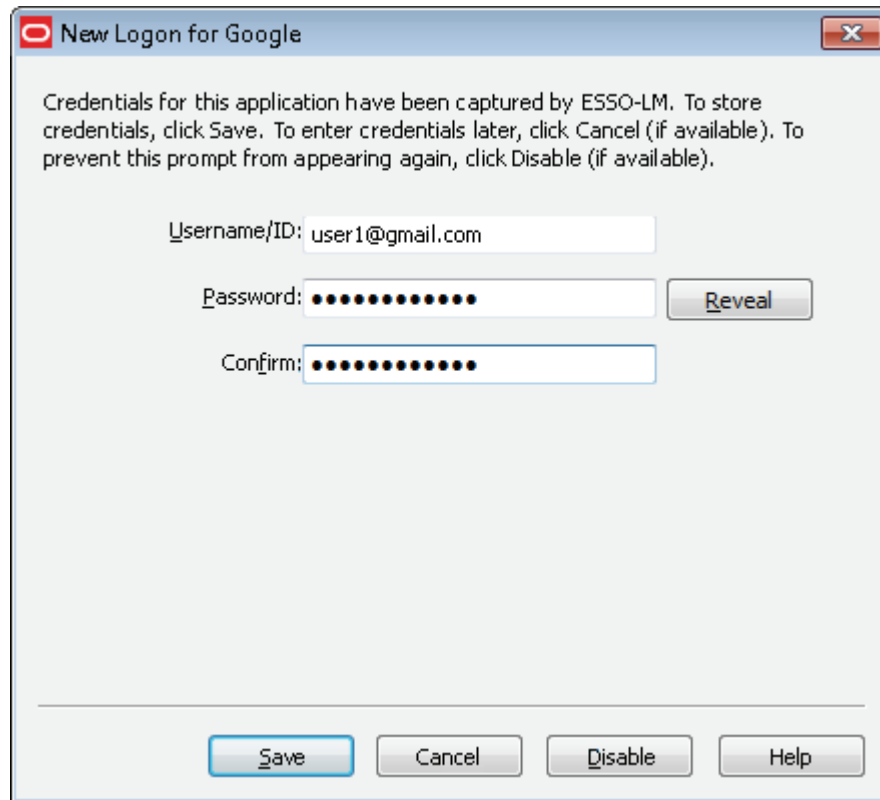 New Logon for Google
Credentials for this application have been captured by ESSO-LM. To store
credentials, click Save. To enter credentials later, click Cancel (if available). To
prevent this prompt from appearing again, click Disable (if available).
Username/ID: user1@gmail.com
Password: ●●●●●●●●●●●● Reveal
Confirm: ●●●●●●●●●●●●
Save Cancel Disable Help